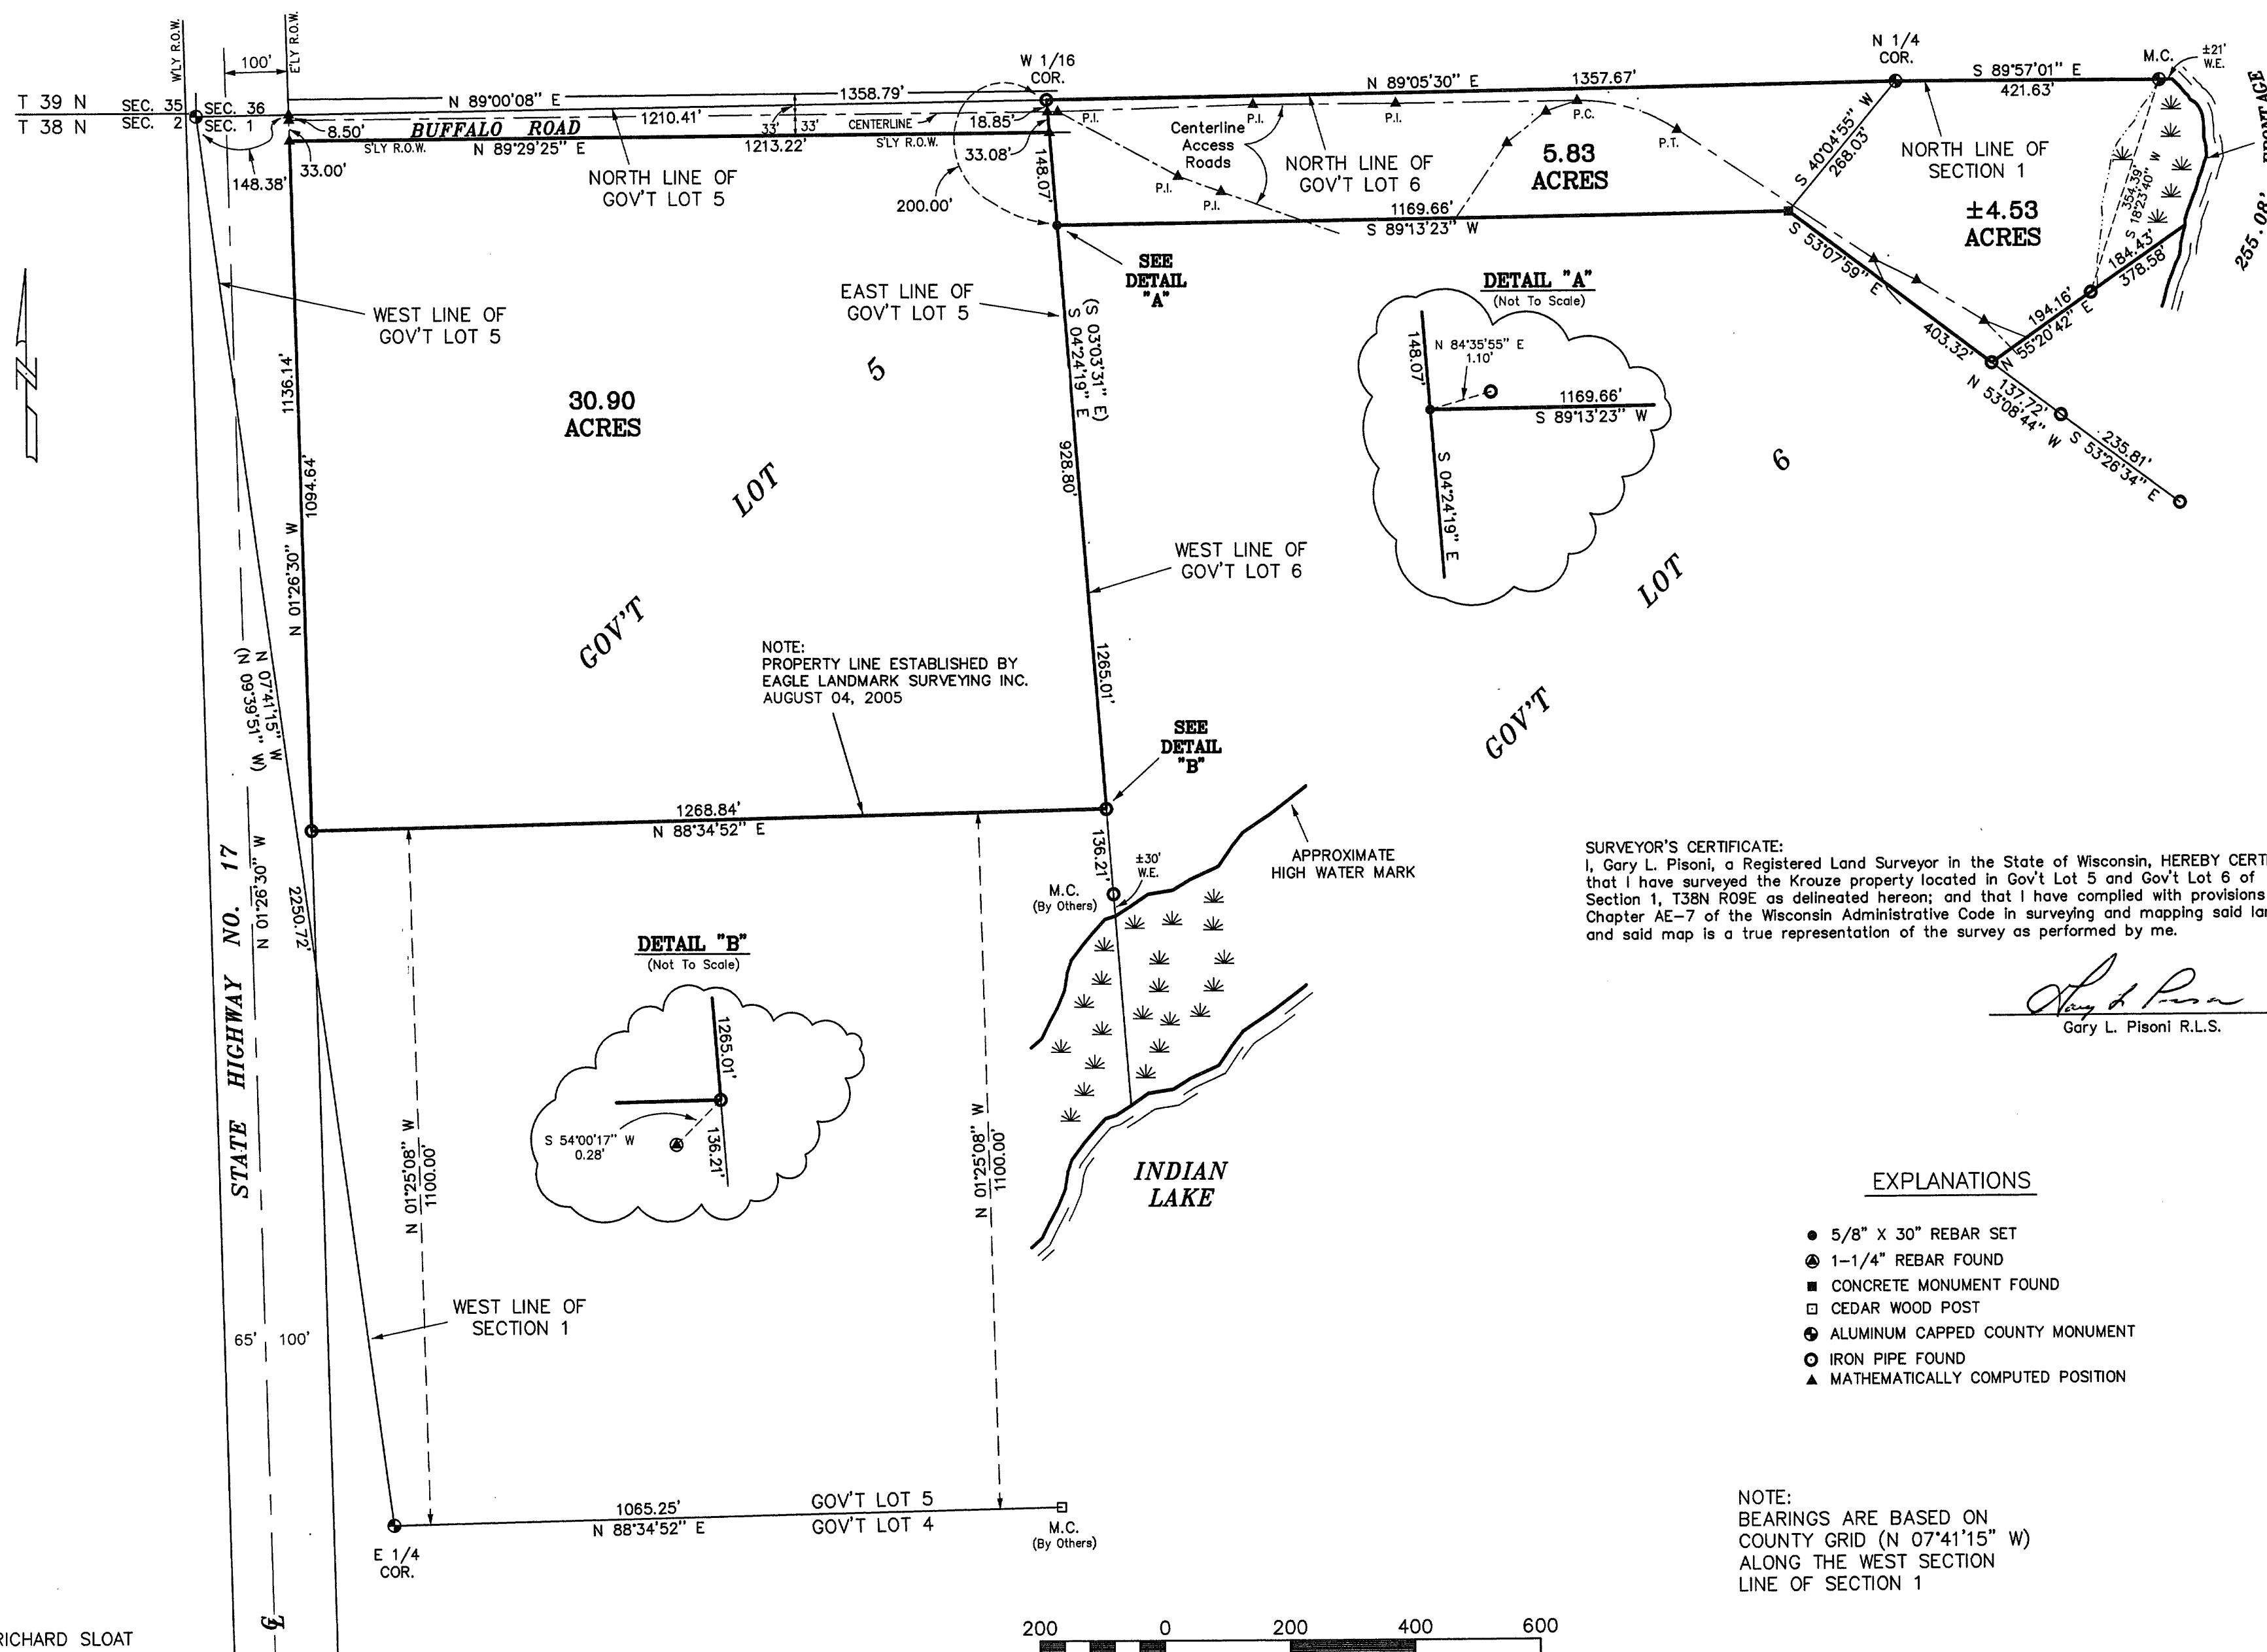 W'LY R.O.W.
E'LY R.O.W.
100'
T 39 N
T 38 N
SEC. 35
SEC. 36
SEC. 2
SEC. 1
8.50'
148.38'
33.00'
N 89°00'08" E
1358.79'
1210.41'
BUFFALO ROAD
33'
33'
CENTERLINE
18.85'
S'LY R.O.W.
N 89°29'25" E
1213.22'
S'LY R.O.W.
33.08'
W 1/16
COR.
NORTH LINE OF
GOV'T LOT 5
200.00'
148.07'
P.I.
P.I.
P.I.
Centerline
Access
Roads
P.I.
P.I.
P.C.
P.T.
N 89°05'30" E
1357.67'
NORTH LINE OF
GOV'T LOT 6
5.83
ACRES
1169.66'
S 89°13'23" W
N 1/4
COR.
S 89°57'01" E
421.63'
M.C.
±21'
W.E.
S 40°04'55" W
268.03'
NORTH LINE OF
SECTION 1
±4.53
ACRES
354.39'
S 18°23'40" W
255.08'
184.43'
378.58'
194.16'
N 55°20'42" E
S 53°07'59" E
403.32'
137.72'
N 53°08'44" W
235.81'
S 53°26'34" E
WEST LINE OF
GOV'T LOT 5
EAST LINE OF
GOV'T LOT 5
SEE
DETAIL
"A"
(S 03°03'31" E)
S 04°24'19" E
928.80'
1136.14'
1094.64'
N 01°26'30" W
30.90
ACRES
GOV'T LOT 5
DETAIL "A"
(Not To Scale)
148.07'
N 84°35'55" E
1.10'
1169.66'
S 89°13'23" W
S 04°24'19" E
GOV'T LOT 6
WEST LINE OF
GOV'T LOT 6
1265.01'
NOTE:
PROPERTY LINE ESTABLISHED BY
EAGLE LANDMARK SURVEYING INC.
AUGUST 04, 2005
SEE
DETAIL
"B"
N 07°41'15" W
(N 09°39'51" W)
1268.84'
N 88°34'52" E
136.21'
±30'
W.E.
M.C.
(By Others)
APPROXIMATE
HIGH WATER MARK
STATE HIGHWAY NO. 17
N 01°26'30" W
2250.72'
SURVEYOR'S CERTIFICATE:
I, Gary L. Pisoni, a Registered Land Surveyor in the State of Wisconsin, HEREBY CERT
that I have surveyed the Krouze property located in Gov't Lot 5 and Gov't Lot 6 of
Section 1, T38N R09E as delineated hereon; and that I have complied with provisions
Chapter AE-7 of the Wisconsin Administrative Code in surveying and mapping said la
and said map is a true representation of the survey as performed by me.
Gary L. Pisoni R.L.S.
DETAIL "B"
(Not To Scale)
1265.01'
S 54°00'17" W
0.28'
136.21'
N 01°25'08" W
1100.00'
N 01°25'08" W
1100.00'
INDIAN
LAKE
WEST LINE OF
SECTION 1
65'
100'
EXPLANATIONS
5/8" X 30" REBAR SET
1-1/4" REBAR FOUND
CONCRETE MONUMENT FOUND
CEDAR WOOD POST
ALUMINUM CAPPED COUNTY MONUMENT
IRON PIPE FOUND
MATHEMATICALLY COMPUTED POSITION
1065.25'
N 88°34'52" E
GOV'T LOT 5
GOV'T LOT 4
E 1/4
COR.
M.C.
(By Others)
NOTE:
BEARINGS ARE BASED ON
COUNTY GRID (N 07°41'15" W)
ALONG THE WEST SECTION
LINE OF SECTION 1
RICHARD SLOAT
200 0 200 400 600